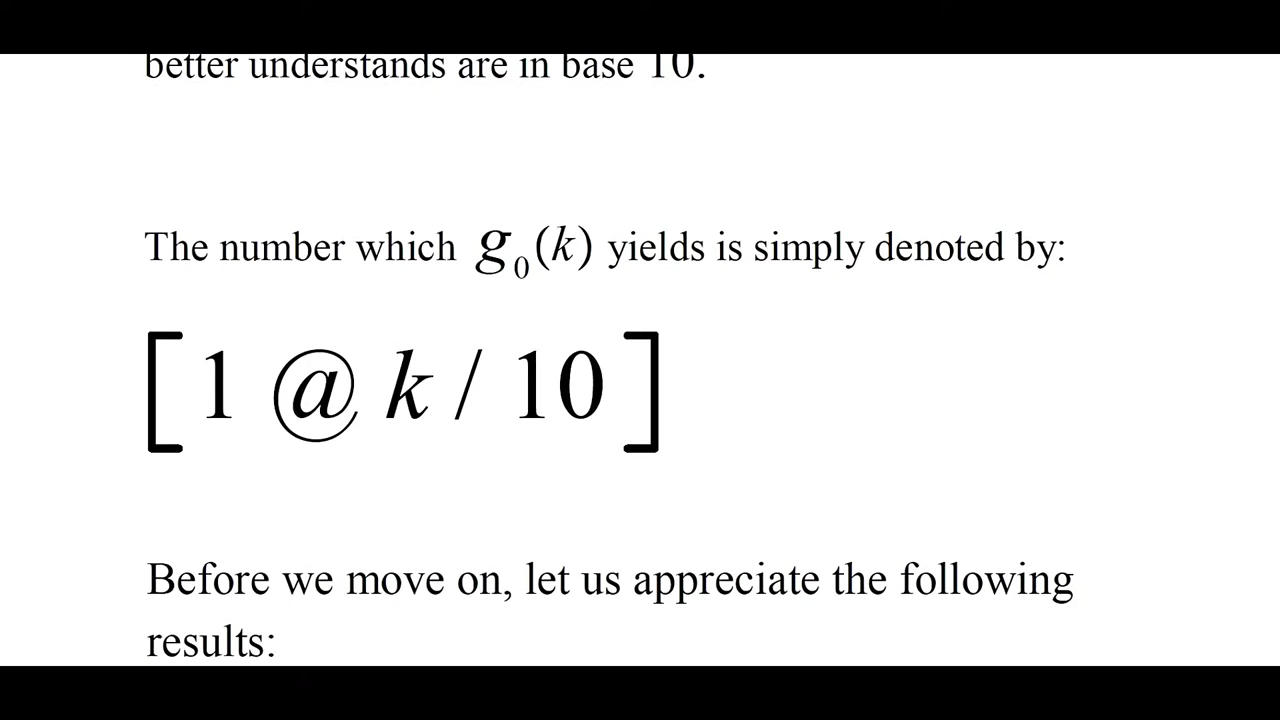 better understands are in base 10.
The number which g₀(k) yields is simply denoted by:
[1 @ k / 10]
Before we move on, let us appreciate the following
results: